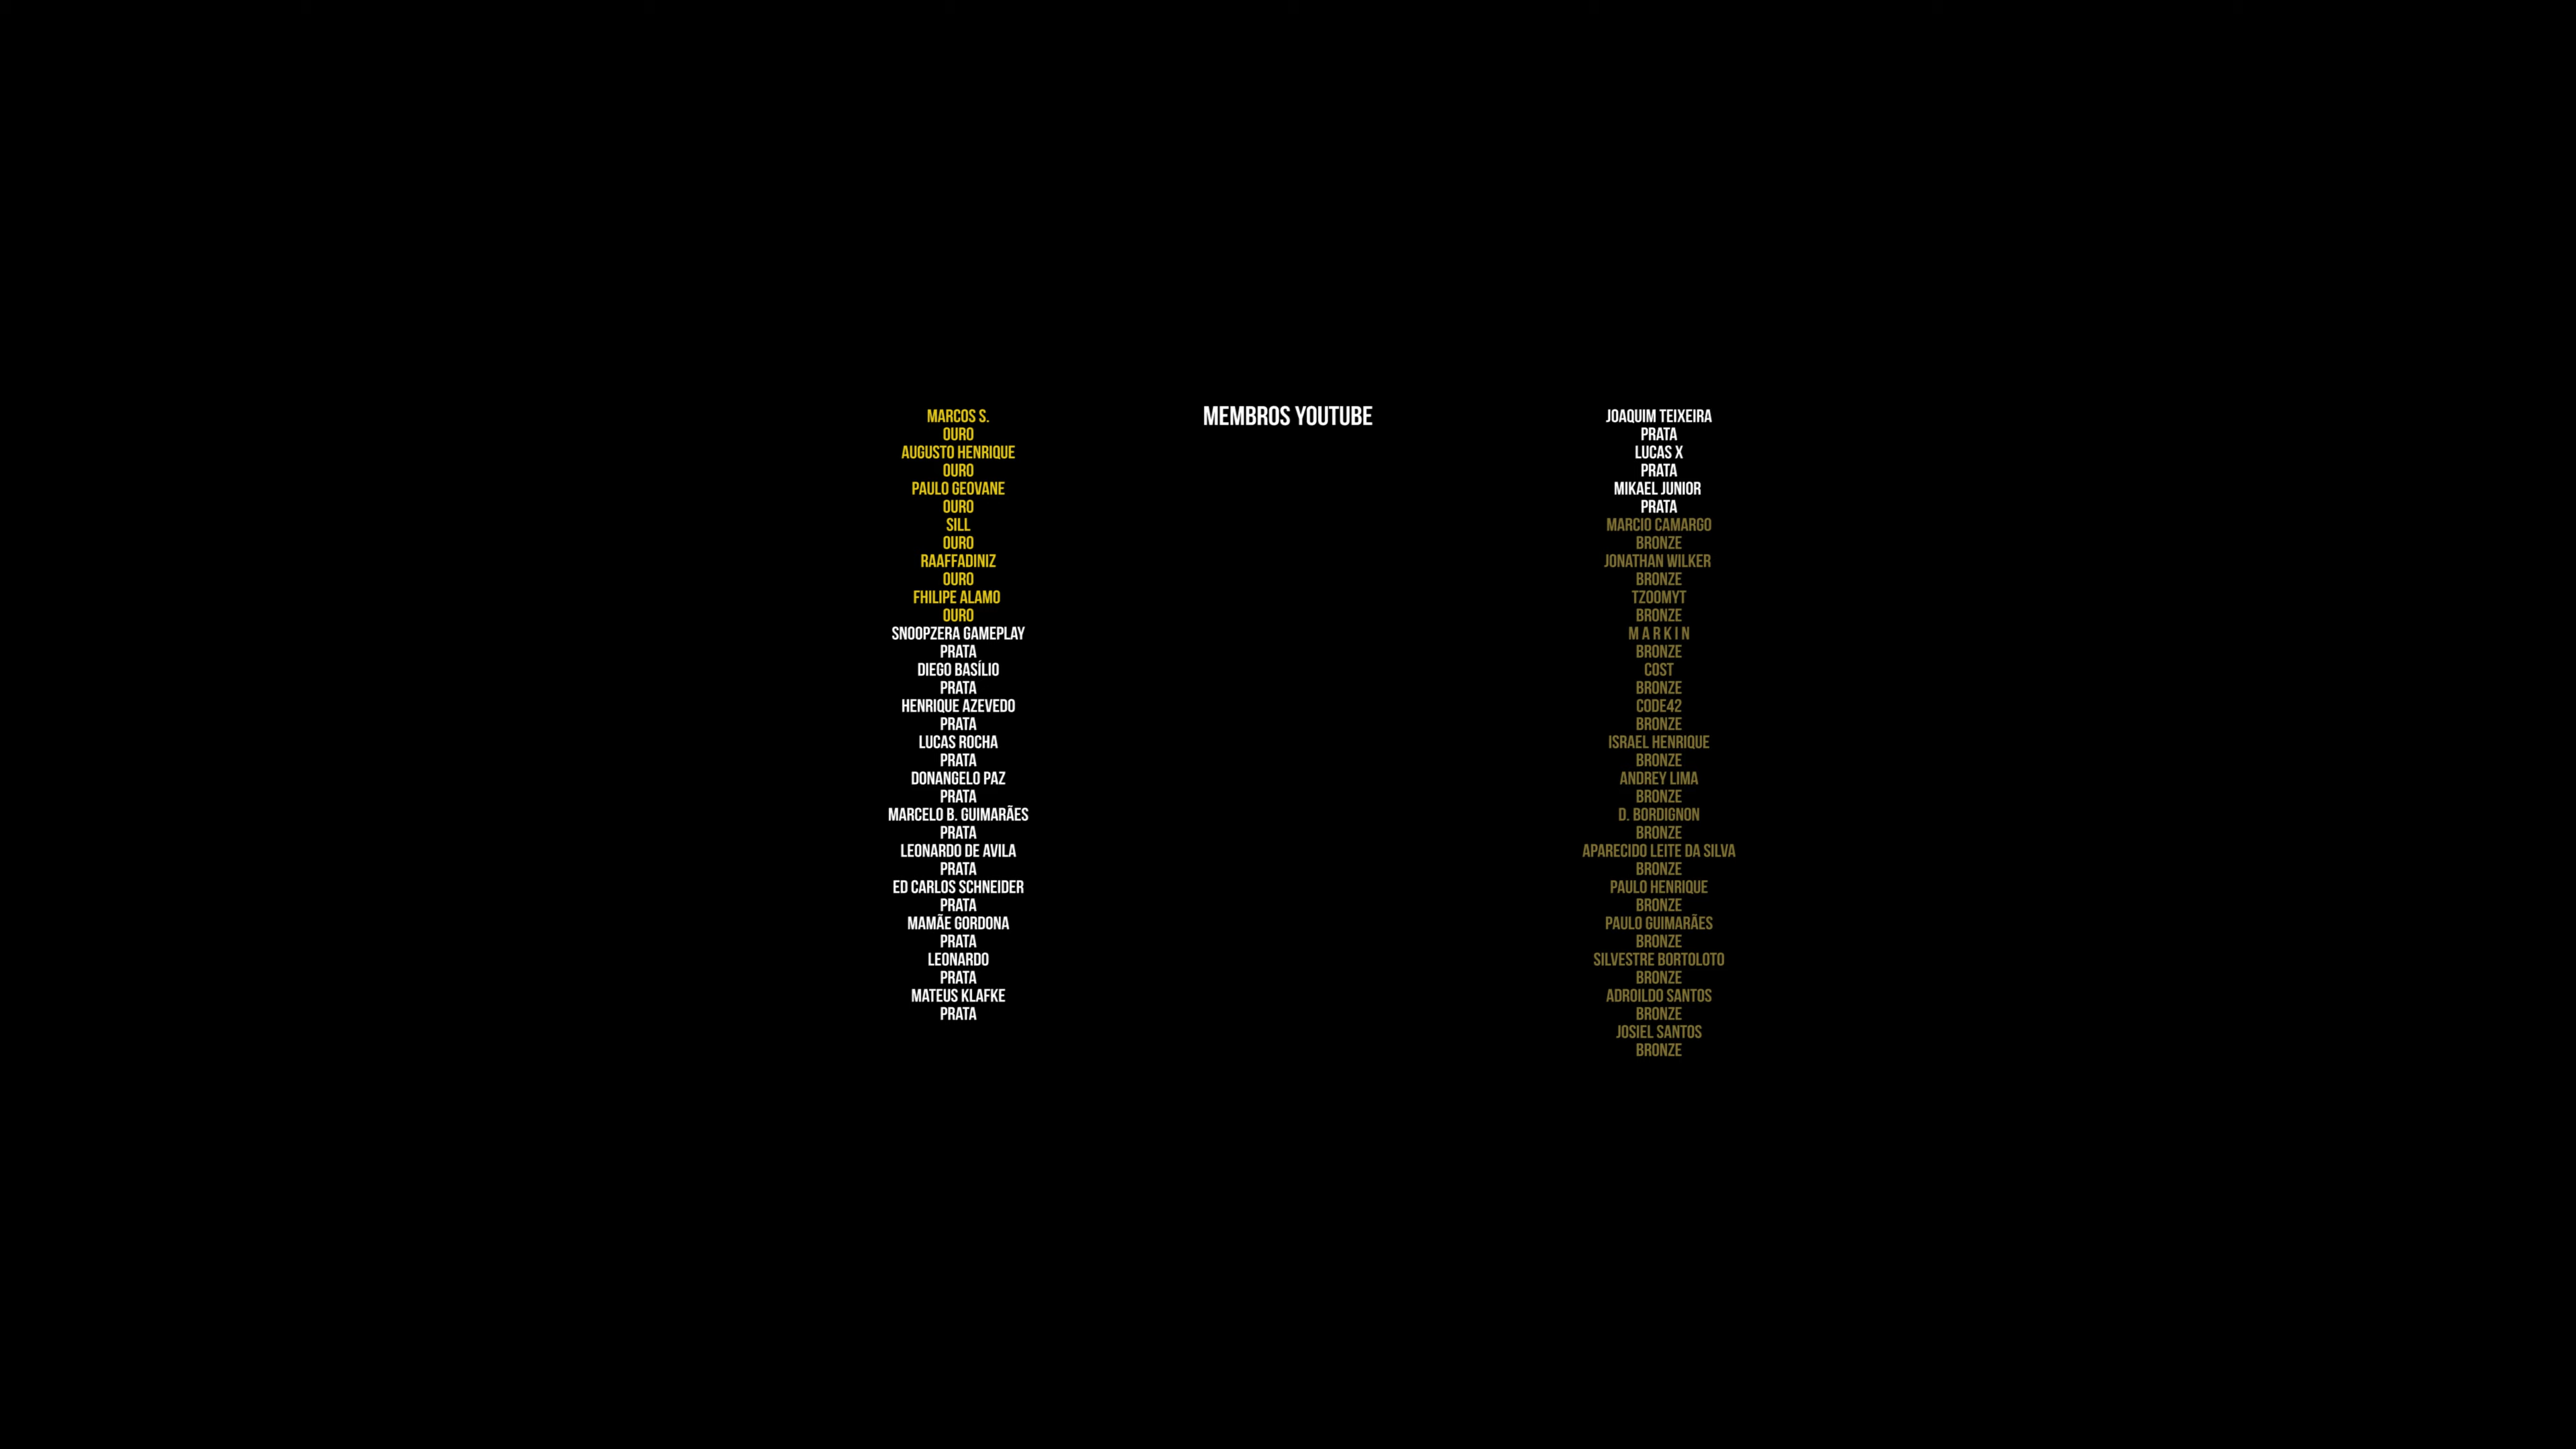 MARCOS S.
OURO
AUGUSTO HENRIQUE
OURO
PAULO GEOVANE
OURO
SILL
OURO
RAAFFADINIZ
OURO
FHILIPE ALAMO
OURO
SNOOPZERA GAMEPLAY
PRATA
DIEGO BASÍLIO
PRATA
HENRIQUE AZEVEDO
PRATA
LUCAS ROCHA
PRATA
DONANGELO PAZ
PRATA
MARCELO B. GUIMARÃES
PRATA
LEONARDO DE AVILA
PRATA
ED CARLOS SCHNEIDER
PRATA
MAMÃE GORDONA
PRATA
LEONARDO
PRATA
MATEUS KLAFKE
PRATA
MEMBROS YOUTUBE
JOAQUIM TEIXEIRA
PRATA
LUCAS X
PRATA
MIKAEL JUNIOR
PRATA
MARCIO CAMARGO
BRONZE
JONATHAN WILKER
BRONZE
TZOOMYT
BRONZE
M A R K I N
BRONZE
COST
BRONZE
CODE42
BRONZE
ISRAEL HENRIQUE
BRONZE
ANDREY LIMA
BRONZE
D. BORDIGNON
BRONZE
APARECIDO LEITE DA SILVA
BRONZE
PAULO HENRIQUE
BRONZE
PAULO GUIMARÃES
BRONZE
SILVESTRE BORTOLOTO
BRONZE
ADROILDO SANTOS
BRONZE
JOSIEL SANTOS
BRONZE